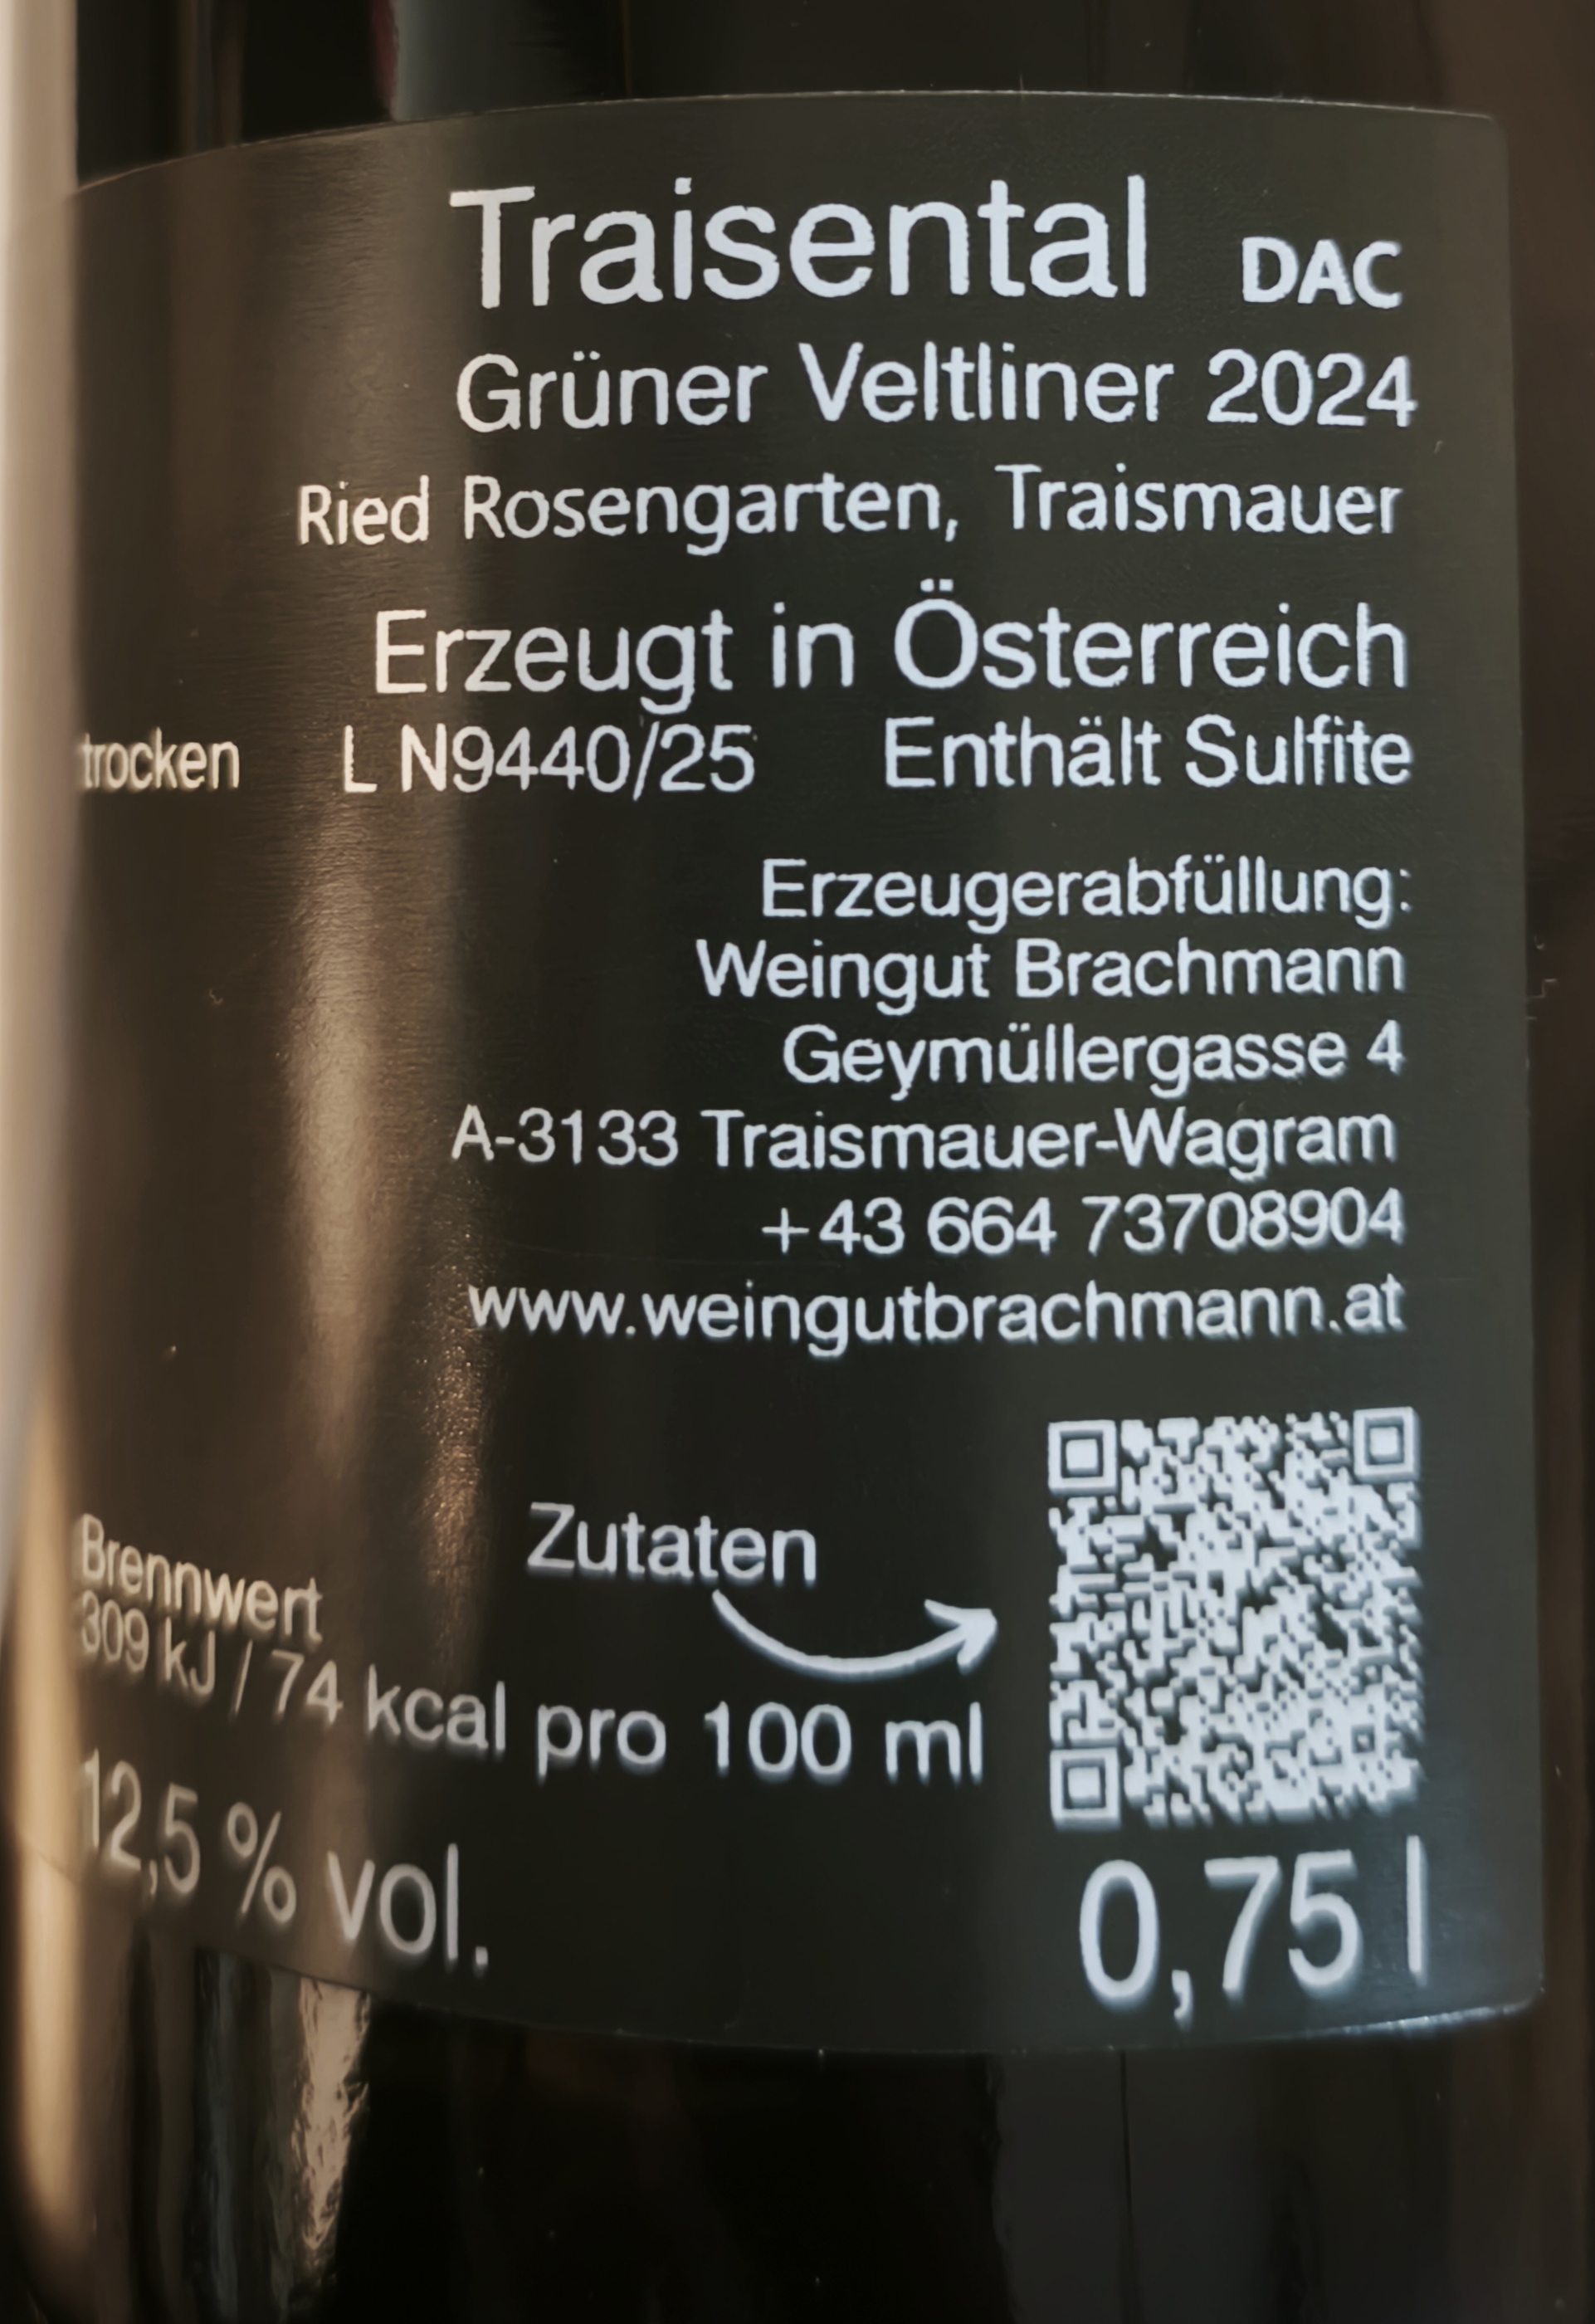 Traisental DAC
Grüner Veltliner 2024
Ried Rosengarten, Traismauer
Erzeugt in Österreich
trocken L N9440/25 Enthält Sulfite
Erzeugerabfüllung:
Weingut Brachmann
Geymüllergasse 4
A-3133 Traismauer-Wagram
+43 664 73708904
www.weingutbrachmann.at
Zutaten
Brennwert
309 kJ / 74 kcal pro 100 ml
12,5 % vol.
0,75 l